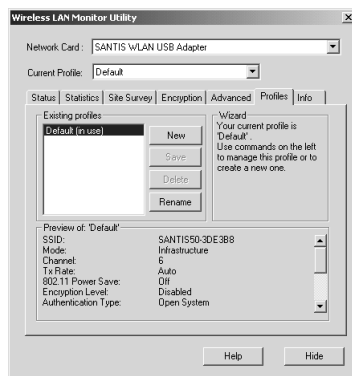 Wireless LAN Monitor Utility
Network Card : SANTIS WLAN USB Adapter
Current Profile: Default
Status Statistics Site Survey Encryption Advanced Profiles Info
Existing profiles
Default (in use)
New
Save
Delete
Rename
Wizard
Your current profile is
'Default'.
Use commands on the left
to manage this profile or to
create a new one.
Preview of: 'Default'
SSID: SANTIS50-3DE3B8
Mode: Infrastructure
Channel: 6
Tx Rate: Auto
802.11 Power Save: Off
Encryption Level: Disabled
Authentication Type: Open System
Help Hide